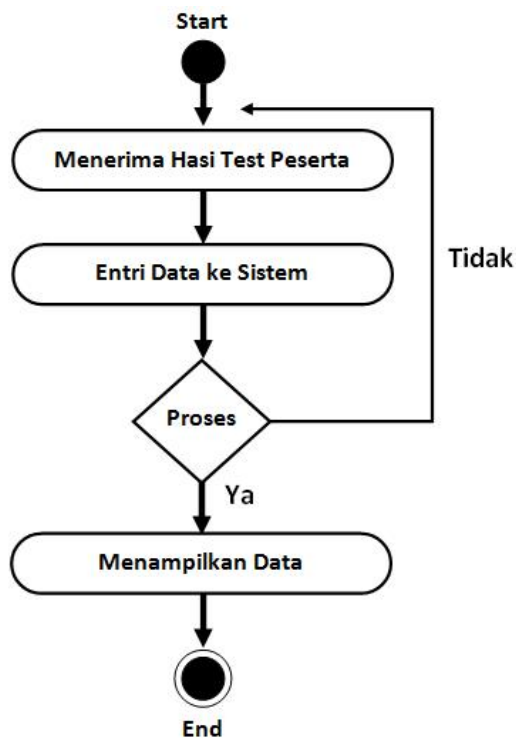 Start
Menerima Hasi Test Peserta
Entri Data ke Sistem
Tidak
Proses
Ya
Menampilkan Data
End